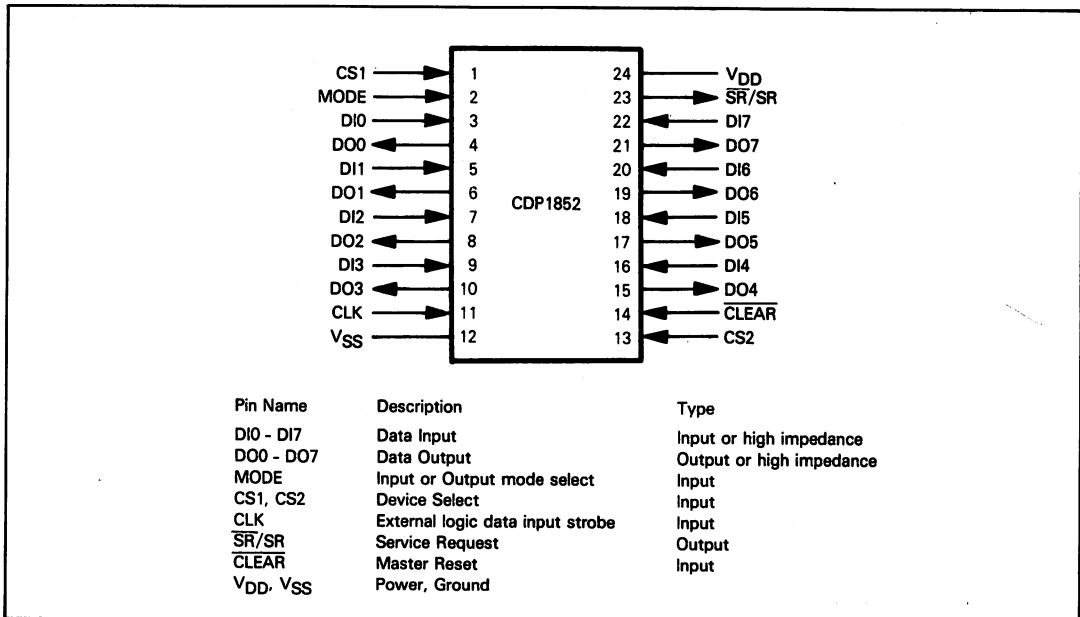 CS1 1 24 VDD
MODE 2 23 S̅R̅/SR
DI0 3 22 DI7
DO0 4 21 DO7
DI1 5 20 DI6
DO1 6 19 DO6
CDP1852
DI2 7 18 DI5
DO2 8 17 DO5
DI3 9 16 DI4
DO3 10 15 DO4
CLK 11 14 C̅L̅E̅A̅R̅
VSS 12 13 CS2
Pin Name Description Type
DI0 - DI7 Data Input Input or high impedance
DO0 - DO7 Data Output Output or high impedance
MODE Input or Output mode select Input
CS1, CS2 Device Select Input
CLK External logic data input strobe Input
S̅R̅/SR Service Request Output
C̅L̅E̅A̅R̅ Master Reset Input
VDD, VSS Power, Ground